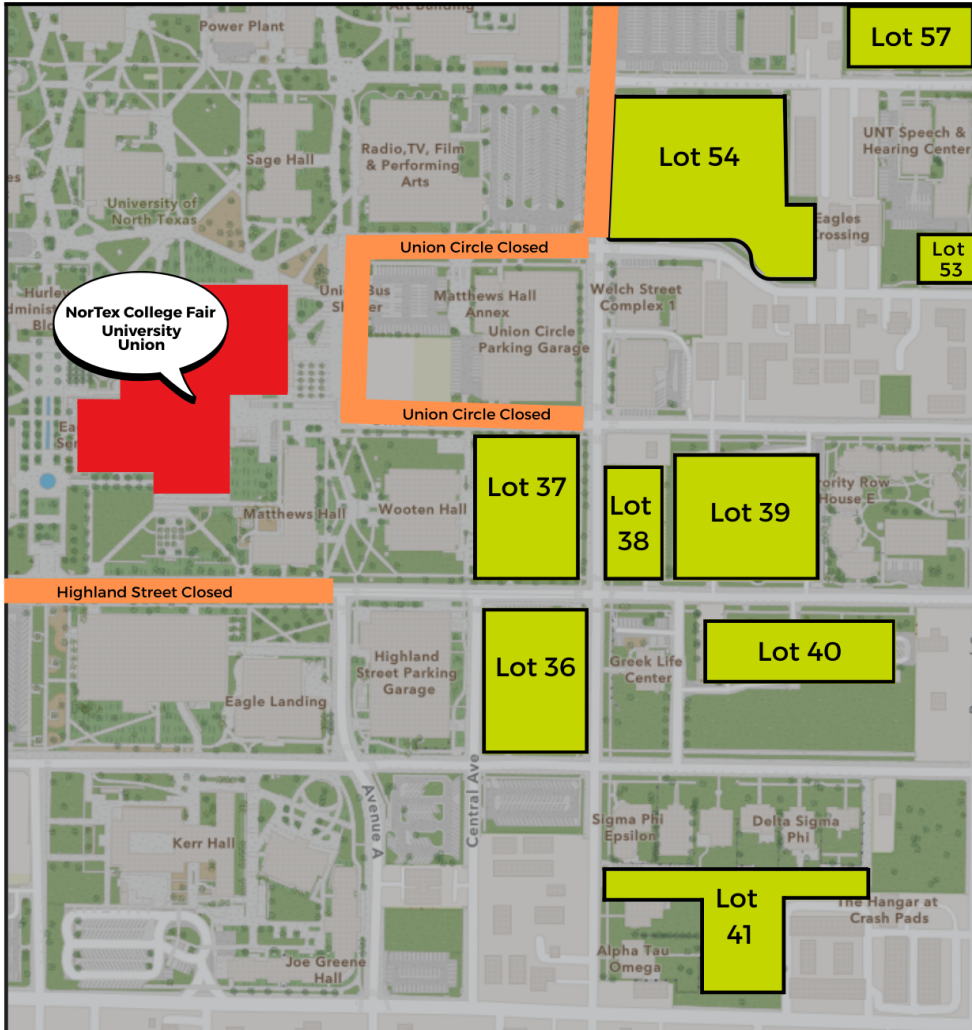 Art Building
Power Plant
Lot 57
Lot 54
UNT Speech &
Hearing Center
Radio,TV, Film
& Performing
Arts
Sage Hall
University of
North Texas
Eagles
Crossing
Lot
53
Union Circle Closed
NorTex College Fair
University
Union
Matthews Hall
Annex
Welch Street
Complex 1
Union Circle
Parking Garage
Union Circle Closed
Lot 37
Lot
38
Lot 39
House E
Matthews Hall
Wooten Hall
Highland Street Closed
Lot 36
Lot 40
Highland
Street Parking
Garage
Greek Life
Center
Eagle Landing
Avenue A
Central Ave
Sigma Phi
Epsilon
Delta Sigma
Phi
Kerr Hall
Lot
41
The Hangar at
Crash Pads
Alpha Tau
Omega
Joe Greene
Hall